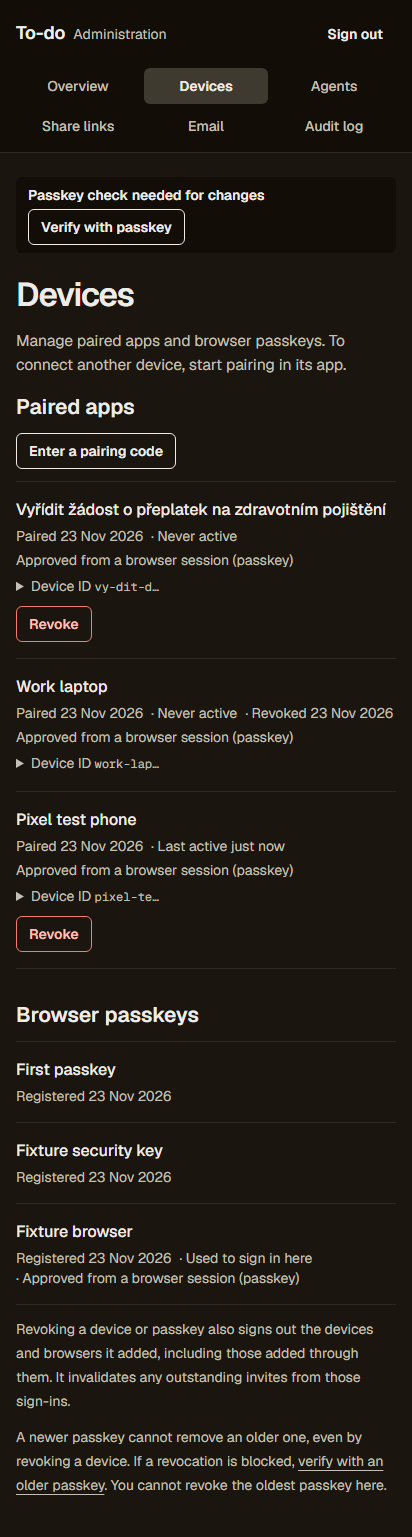 To-do Administration
Sign out
Overview
Devices
Agents
Share links
Email
Audit log
Passkey check needed for changes
Verify with passkey
Devices
Manage paired apps and browser passkeys. To
connect another device, start pairing in its app.
Paired apps
Enter a pairing code
Vyřídit žádost o přeplatek na zdravotním pojištění
Paired 23 Nov 2026 · Never active
Approved from a browser session (passkey)
Device ID vy-dit-d…
Revoke
Work laptop
Paired 23 Nov 2026 · Never active · Revoked 23 Nov 2026
Approved from a browser session (passkey)
Device ID work-lap…
Pixel test phone
Paired 23 Nov 2026 · Last active just now
Approved from a browser session (passkey)
Device ID pixel-te…
Revoke
Browser passkeys
First passkey
Registered 23 Nov 2026
Fixture security key
Registered 23 Nov 2026
Fixture browser
Registered 23 Nov 2026 · Used to sign in here
· Approved from a browser session (passkey)
Revoking a device or passkey also signs out the devices
and browsers it added, including those added through
them. It invalidates any outstanding invites from those
sign-ins.
A newer passkey cannot remove an older one, even by
revoking a device. If a revocation is blocked, verify with an
older passkey. You cannot revoke the oldest passkey here.